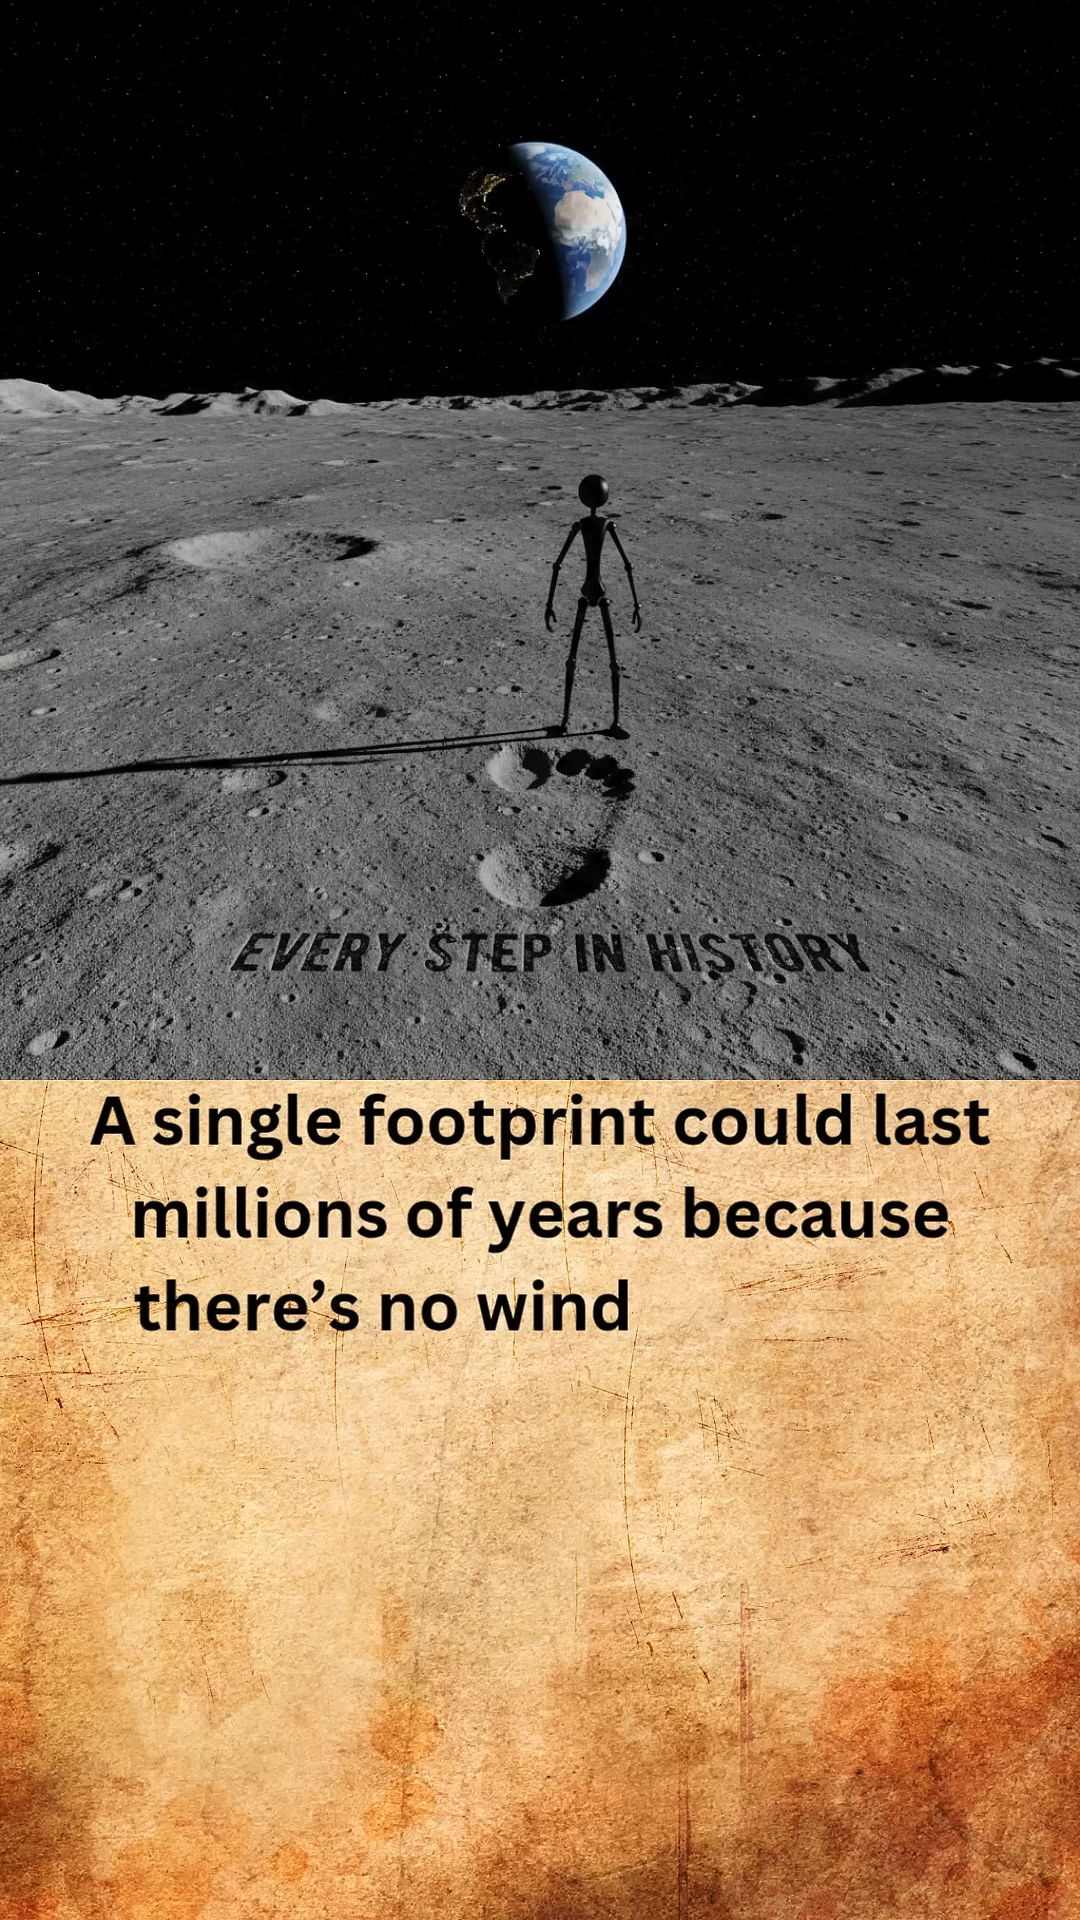 EVERY STEP IN HISTORY
A single footprint could last
millions of years because
there’s no wind